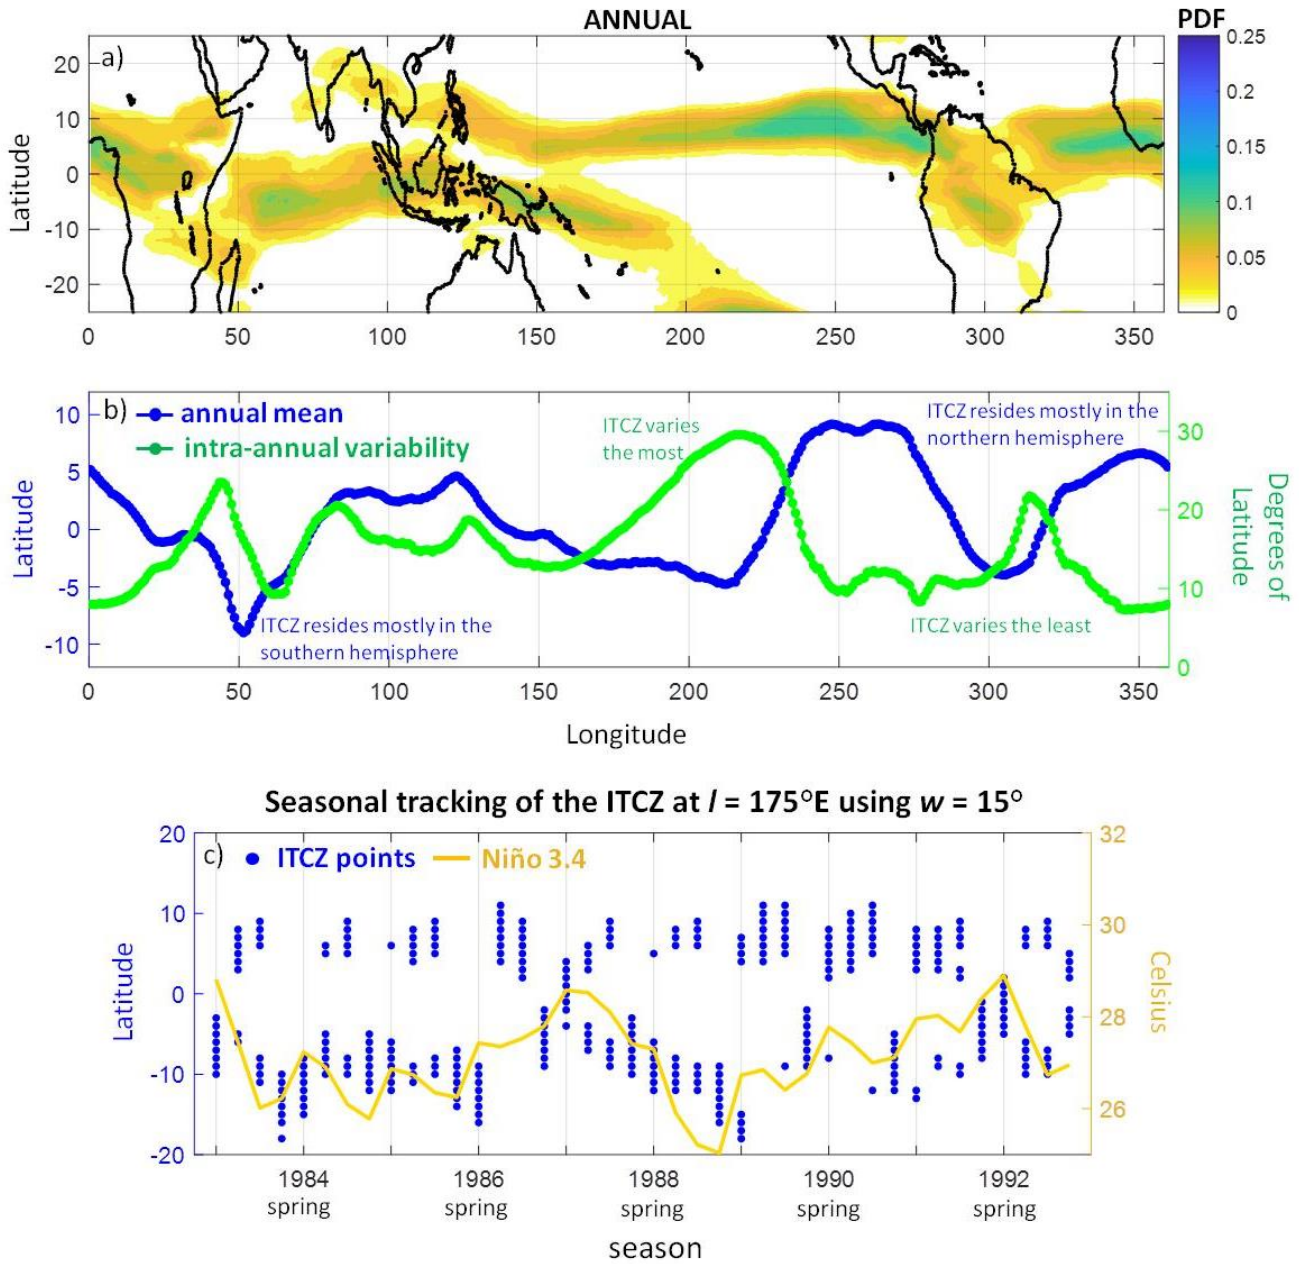 ANNUAL
PDF
a)
20
10
0
-10
-20
Latitude
0 50 100 150 200 250 300 350
0.25
0.2
0.15
0.1
0.05
0
b)
annual mean
intra-annual variability
ITCZ varies
the most
ITCZ resides mostly in the
northern hemisphere
ITCZ resides mostly in the
southern hemisphere
ITCZ varies the least
10
5
0
-5
-10
Latitude
30
20
10
0
Degrees of
Latitude
0 50 100 150 200 250 300 350
Longitude
Seasonal tracking of the ITCZ at l = 175°E using w = 15°
c)
ITCZ points
Niño 3.4
20
10
0
-10
-20
Latitude
32
30
28
26
Celsius
1984 1986 1988 1990 1992
spring spring spring spring spring
season